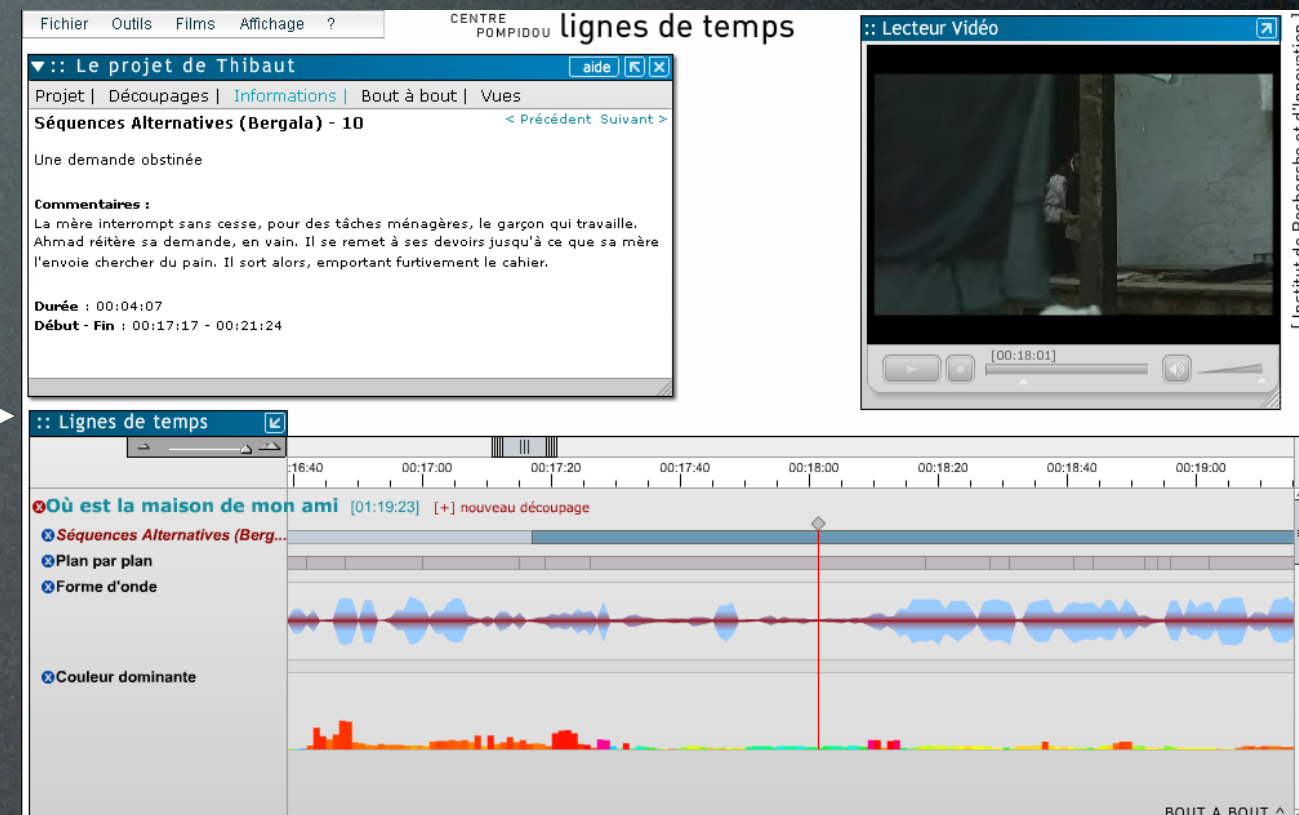 Fichier Outils Films Affichage ?
CENTRE
POMPIDOU lignes de temps
:: Lecteur Vidéo
[ Institut de Recherche et d'Innovation ]
▼:: Le projet de Thibaut aide
Projet | Découpages | Informations | Bout à bout | Vues
Séquences Alternatives (Bergala) - 10 < Précédent Suivant >
Une demande obstinée
Commentaires :
La mère interrompt sans cesse, pour des tâches ménagères, le garçon qui travaille.
Ahmad réitère sa demande, en vain. Il se remet à ses devoirs jusqu'à ce que sa mère
l'envoie chercher du pain. Il sort alors, emportant furtivement le cahier.
Durée : 00:04:07
Début - Fin : 00:17:17 - 00:21:24
[00:18:01]
:: Lignes de temps
:16:40 00:17:00 00:17:20 00:17:40 00:18:00 00:18:20 00:18:40 00:19:00
Où est la maison de mon ami [01:19:23] [+] nouveau découpage
Séquences Alternatives (Berg...
Plan par plan
Forme d'onde
Couleur dominante
BOUT A BOUT ^